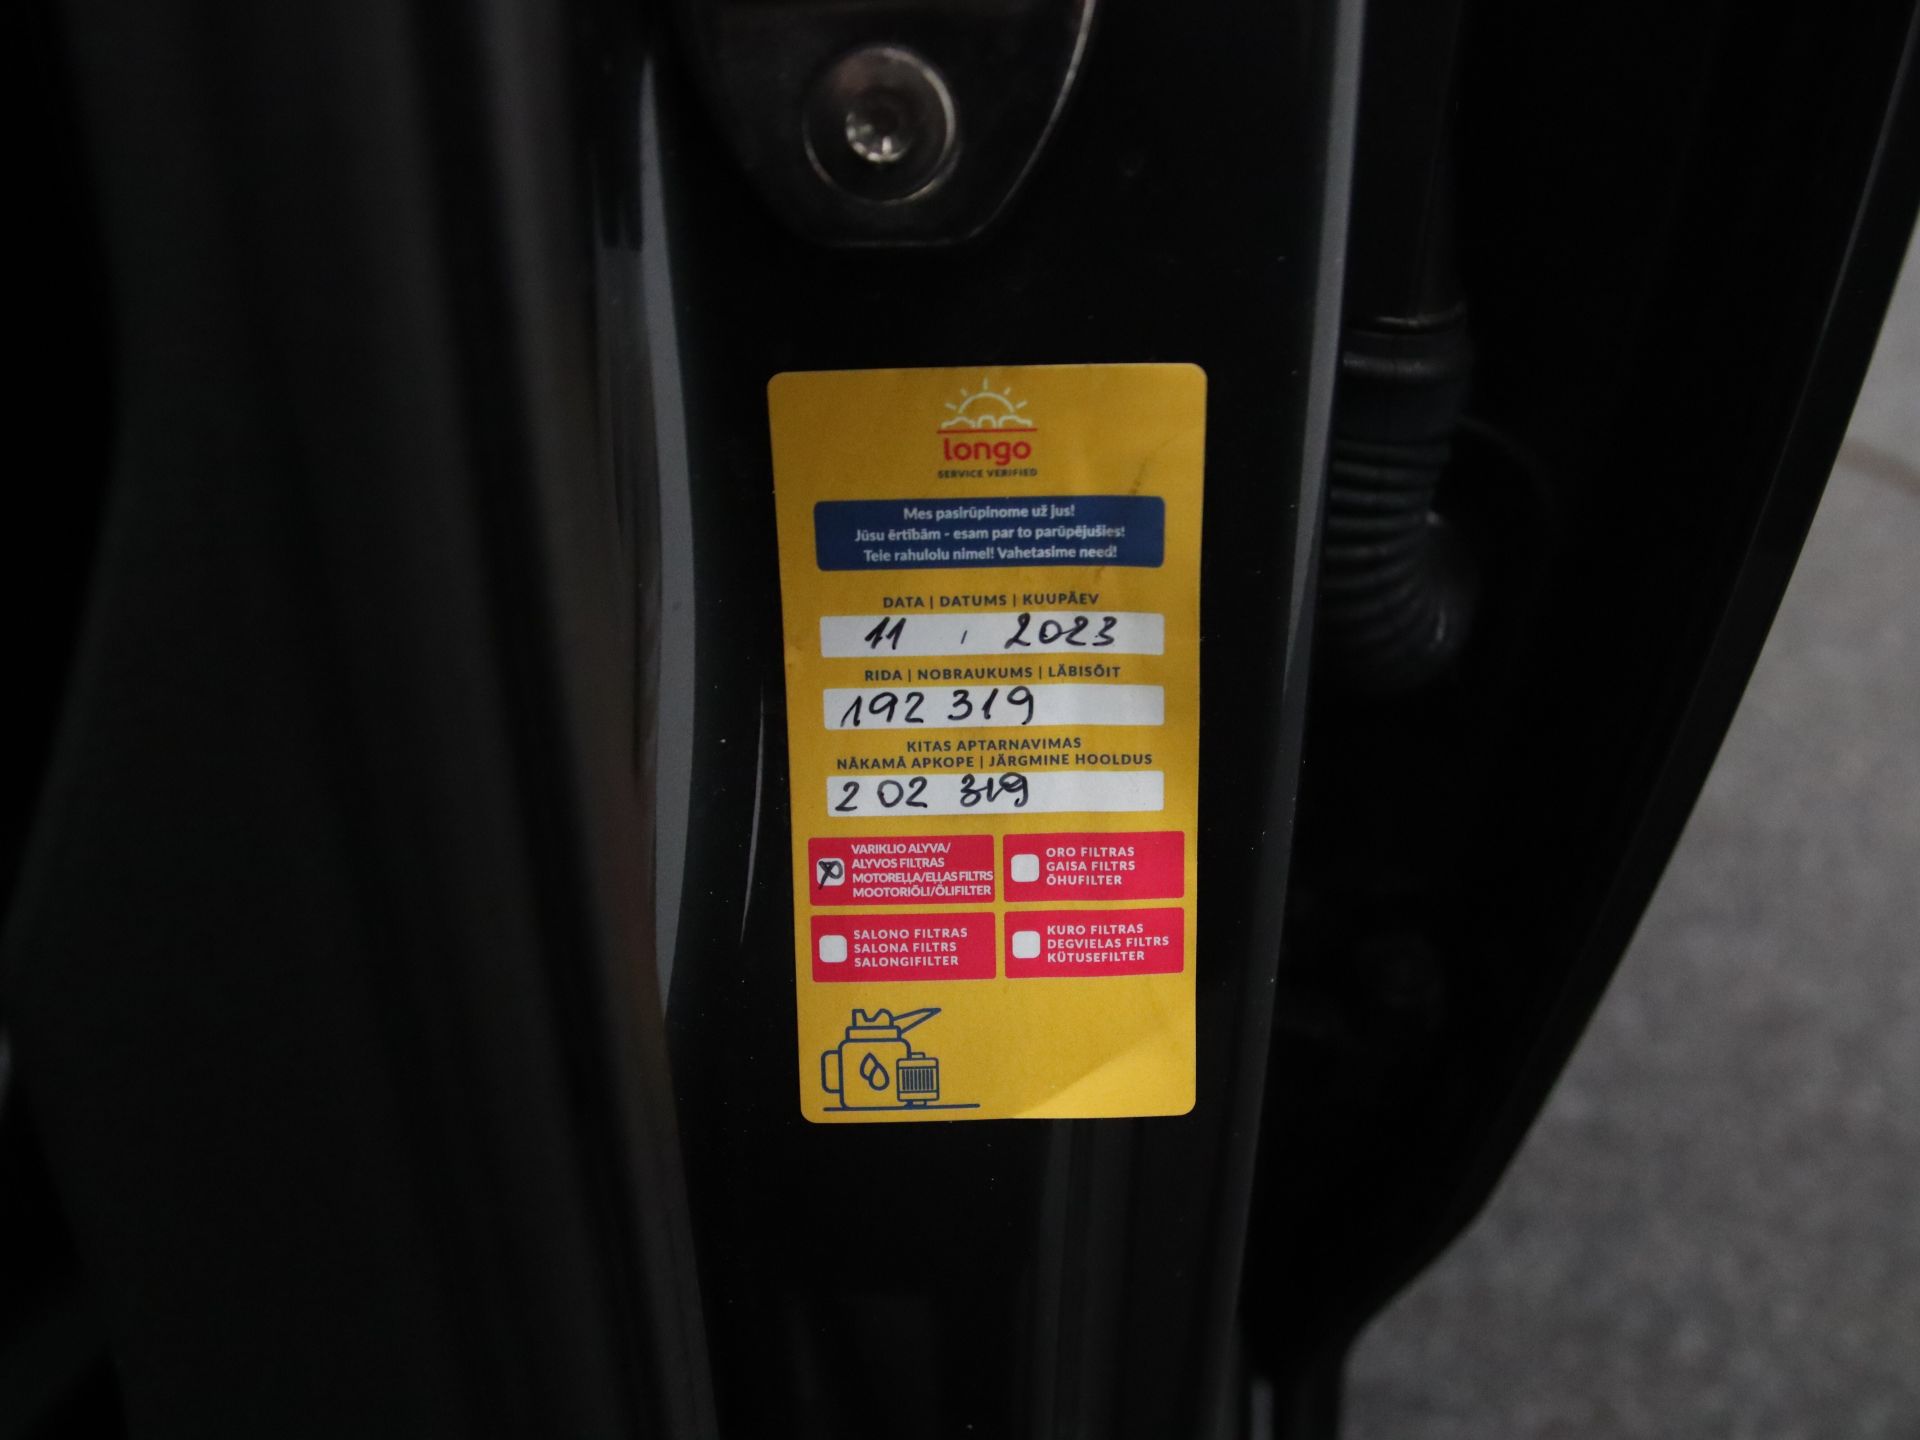 longo
SERVICE VERIFIED
Mes pasirūpinome už jus!
Jūsu ērtībām - esam par to parūpējušies!
Teie rahulolu nimel! Vahetasime need!
DATA | DATUMS | KUUPÄEV
11 , 2023
RIDA | NOBRAUKUMS | LÄBISÕIT
192 319
KITAS APTARNAVIMAS
NĀKAMĀ APKOPE | JÄRGMINE HOOLDUS
202 319
VARIKLIO ALYVA/
ALYVOS FILTRAS
MOTOREĻĻA/EĻĻAS FILTRS
MOOTORIÕLI/ÕLIFILTER
ORO FILTRAS
GAISA FILTRS
ÕHUFILTER
SALONO FILTRAS
SALONA FILTRS
SALONGIFILTER
KURO FILTRAS
DEGVIELAS FILTRS
KÜTUSEFILTER